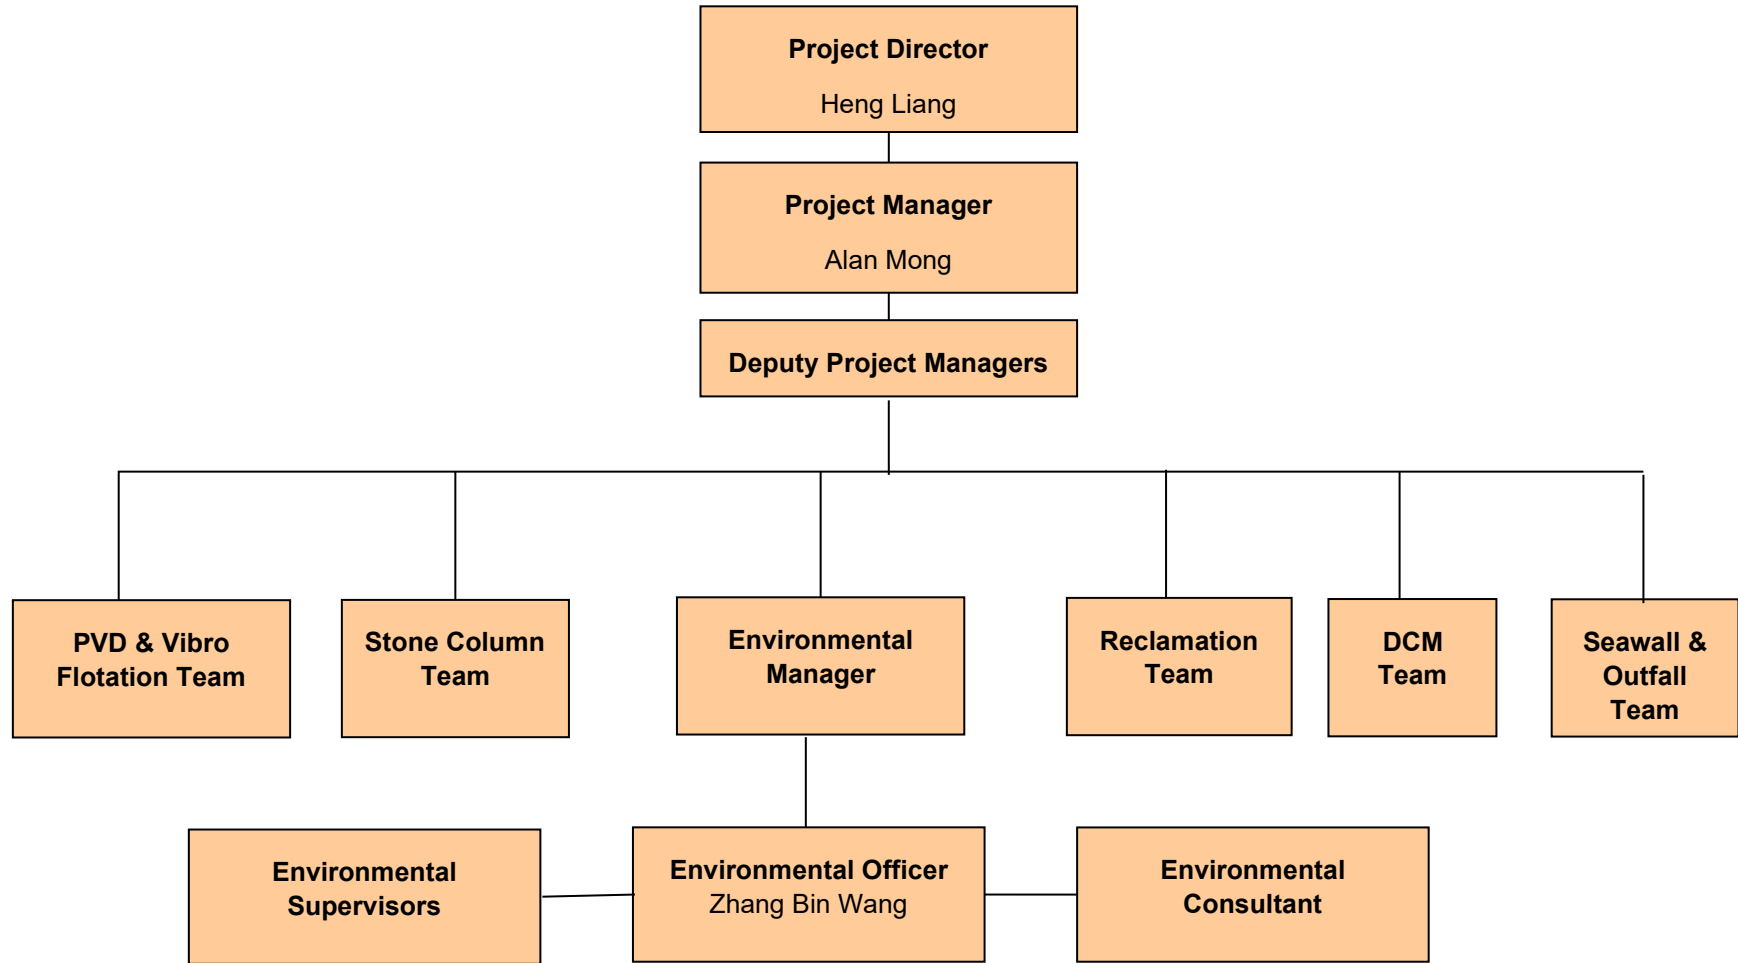 Project Director
Heng Liang
Project Manager
Alan Mong
Deputy Project Managers
PVD & Vibro
Flotation Team
Stone Column
Team
Environmental
Manager
Reclamation
Team
DCM
Team
Seawall &
Outfall
Team
Environmental
Supervisors
Environmental Officer
Zhang Bin Wang
Environmental
Consultant